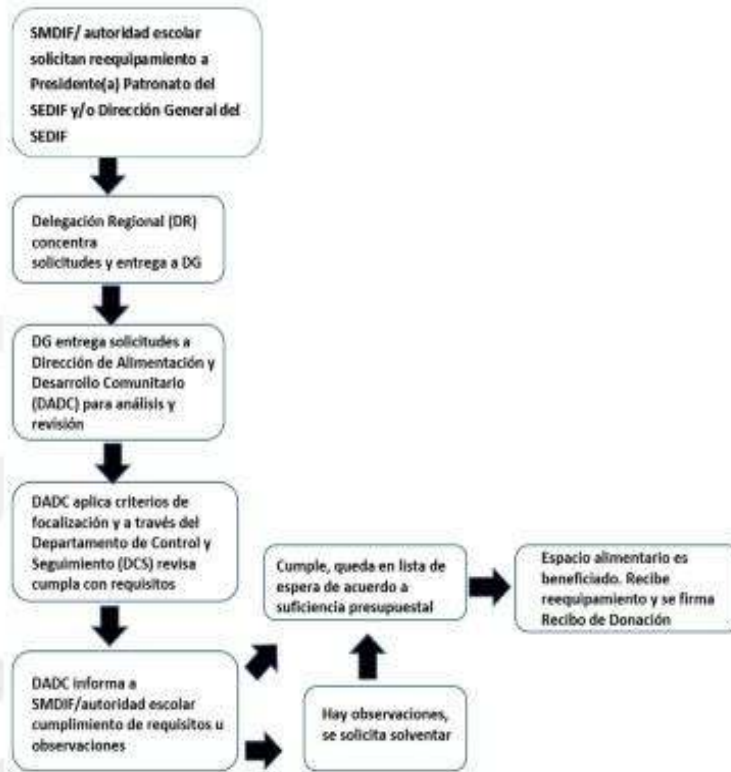 SMDIF/ autoridad escolar
solicitan reequipamiento a
Presidente(a) Patronato del
SEDIF y/o Dirección General del
SEDIF
Delegación Regional (DR)
concentra
solicitudes y entrega a DG
DG entrega solicitudes a
Dirección de Alimentación y
Desarrollo Comunitario
(DADC) para análisis y
revisión
DADC aplica criterios de
focalización y a través del
Departamento de Control y
Seguimiento (DCS) revisa
cumpla con requisitos
DADC informa a
SMDIF/autoridad escolar
cumplimiento de requisitos u
observaciones
Cumple, queda en lista de
espera de acuerdo a
suficiencia presupuestal
Hay observaciones,
se solicita solventar
Espacio alimentario es
beneficiado. Recibe
reequipamiento y se firma
Recibo de Donación